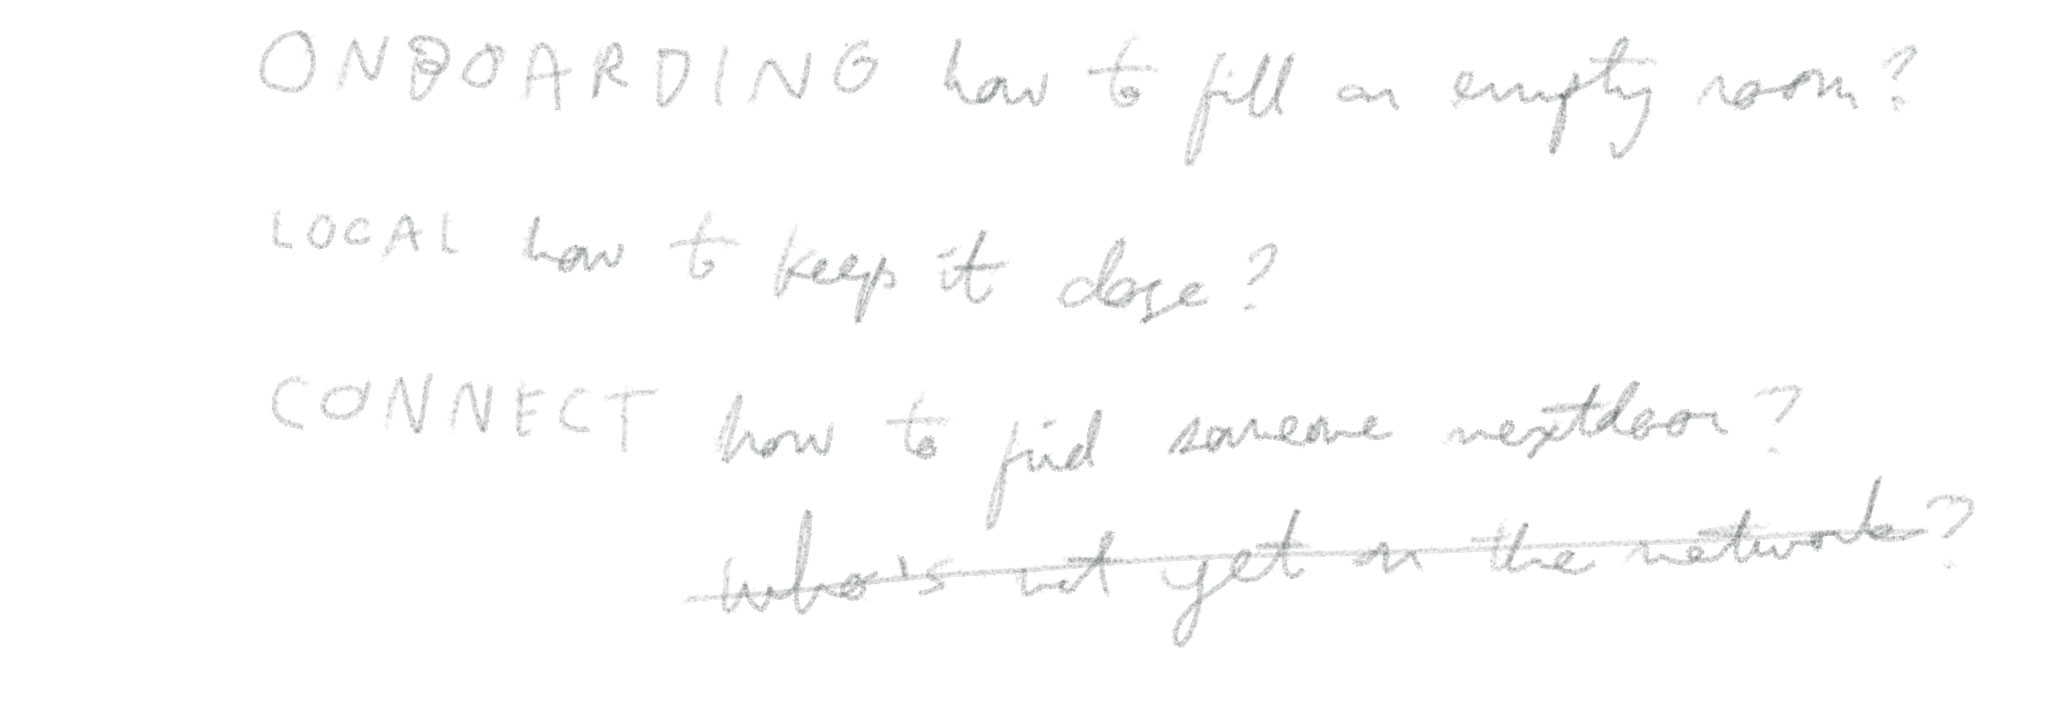 ONBOARDING how to fill an empty room?
LOCAL how to keep it close?
CONNECT how to find someone nextdoor?
who's not yet on the network?